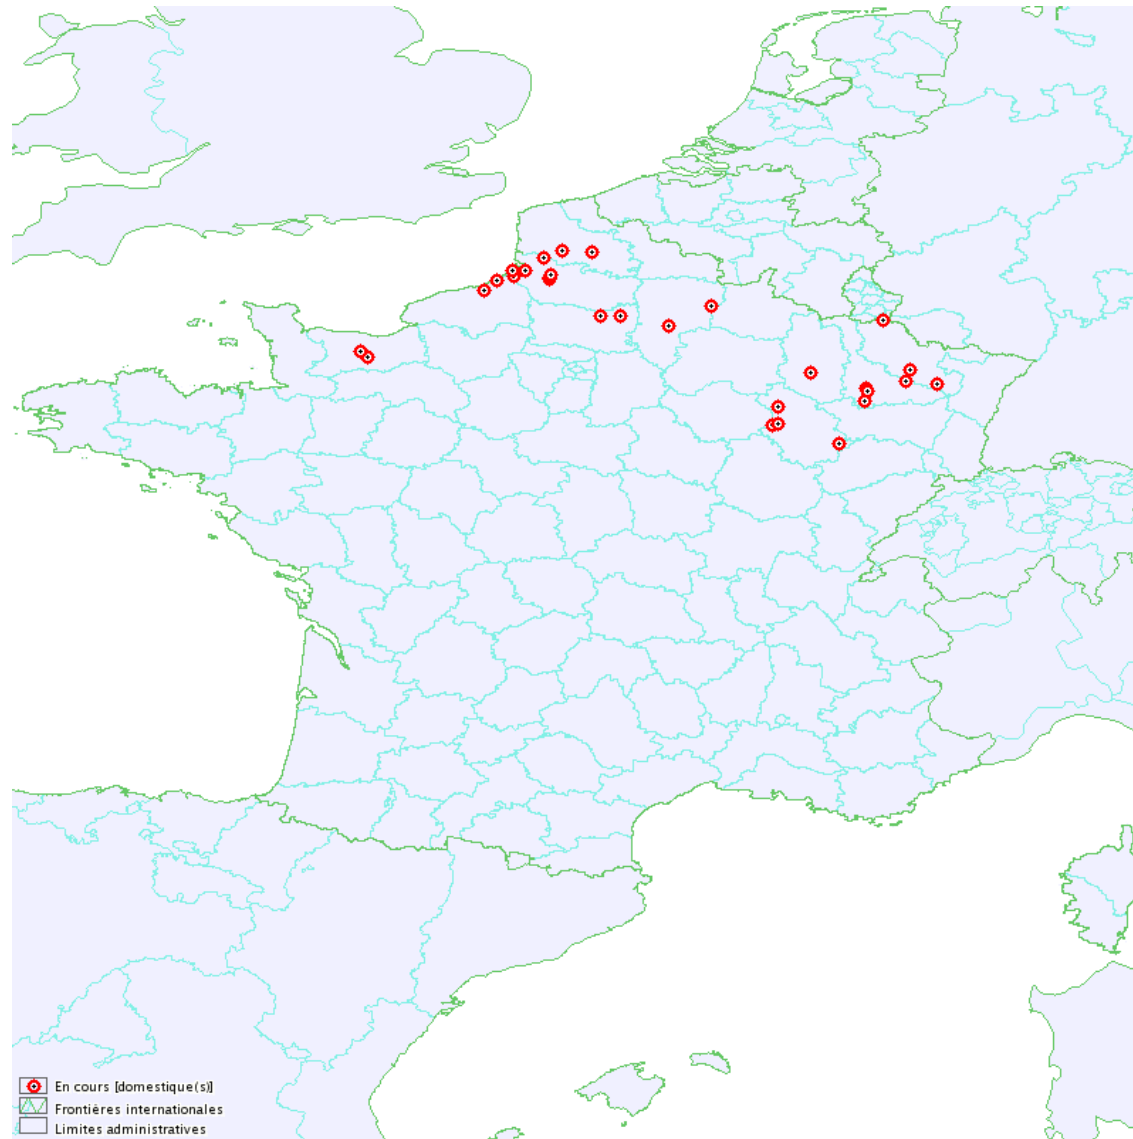 En cours [domestique(s)]
Frontières internationales
Limites administratives